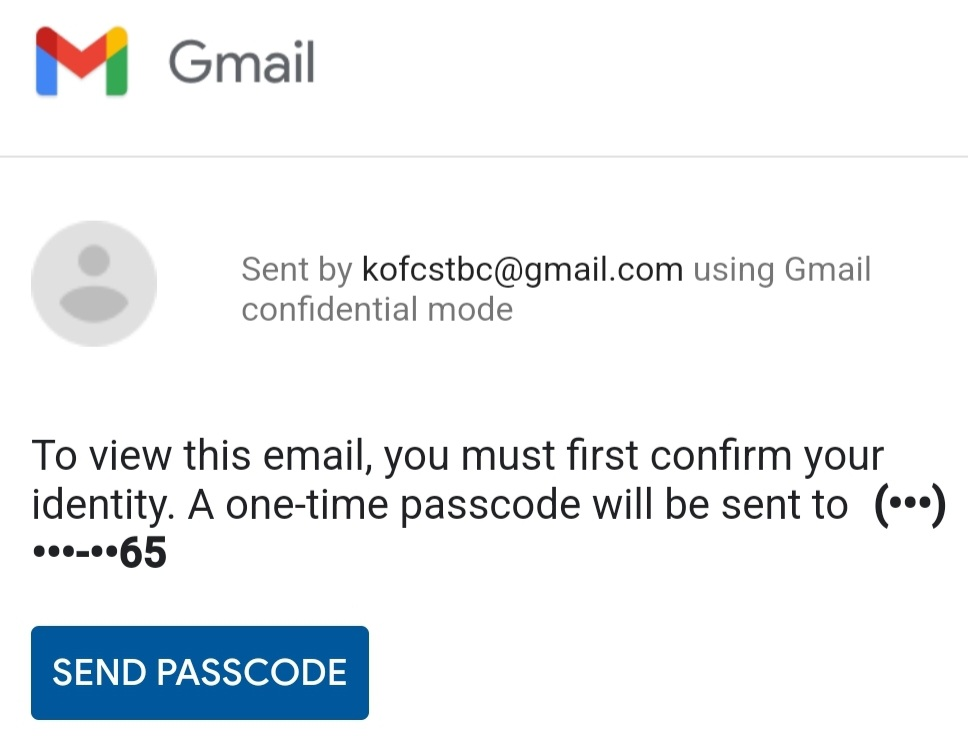 Gmail
Sent by kofcstbc@gmail.com using Gmail
confidential mode
To view this email, you must first confirm your
identity. A one-time passcode will be sent to (•••)
•••-••65
SEND PASSCODE